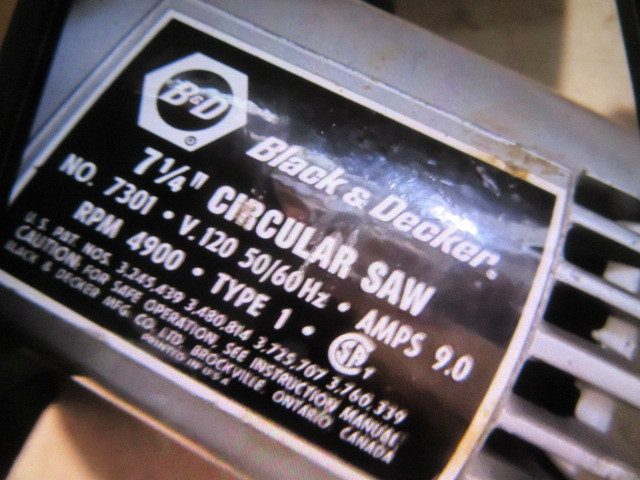 B&D ®
Black & Decker®
7 1/4" CIRCULAR SAW
NO. 7301 • V. 120 50/60Hz • AMPS 9.0
RPM 4900 • TYPE 1 •
U.S. PAT. NOS. 3,245,439 3,480,814 3,725,707 3,760,339
CAUTION: FOR SAFE OPERATION, SEE INSTRUCTION MANUAL
BLACK & DECKER MFG. CO. LTD. BROCKVILLE, ONTARIO CANADA
PRINTED IN U.S.A